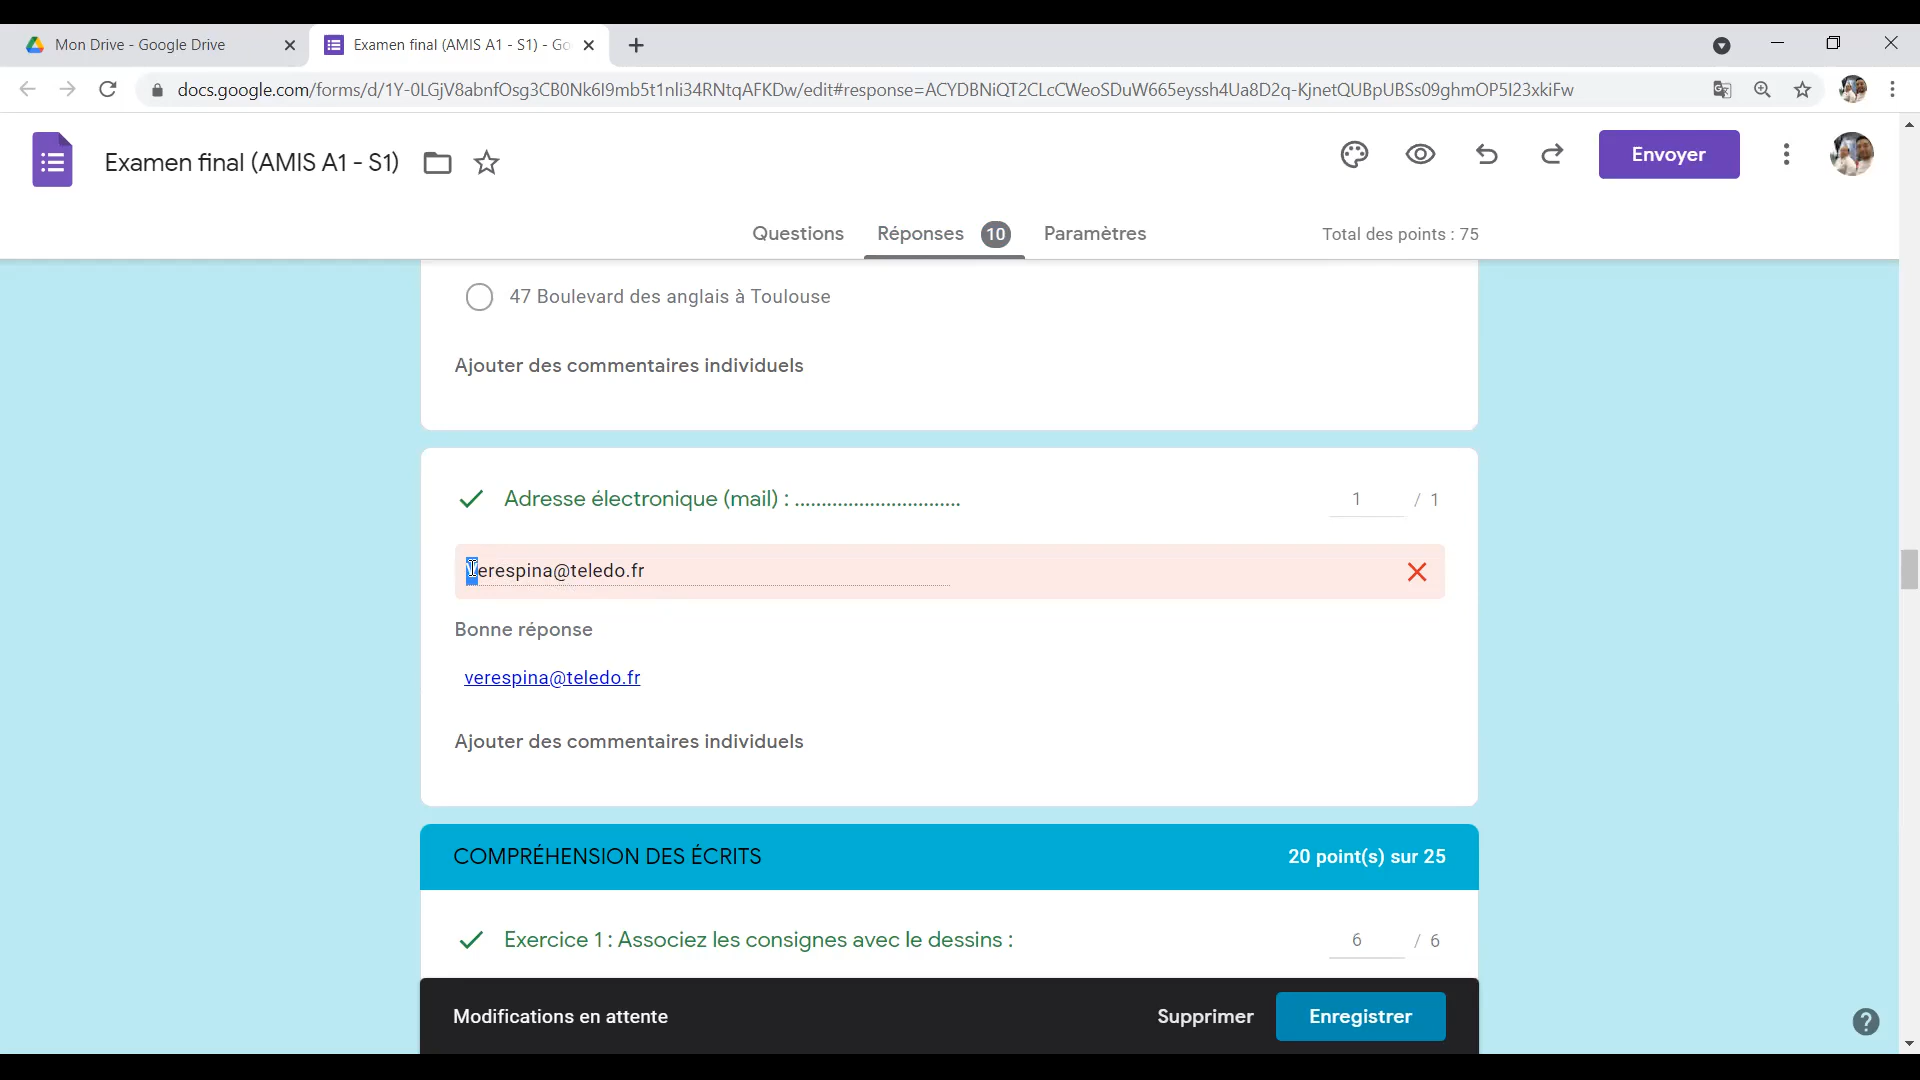 Mon Drive - Google Drive
Examen final (AMIS A1 - S1) - Go
docs.google.com/forms/d/1Y-0LGjV8abnfOsg3CB0Nk6I9mb5t1nli34RNtqAFKDw/edit#response=ACYDBNiQT2CLcCWeoSDuW665eyssh4Ua8D2q-KjnetQUBpUBSs09ghmOP5I23xkiFw
Examen final (AMIS A1 - S1)
Envoyer
Questions
Réponses 10
Paramètres
Total des points : 75
47 Boulevard des anglais à Toulouse
Ajouter des commentaires individuels
Adresse électronique (mail) : ...............................
1 / 1
erespina@teledo.fr
Bonne réponse
verespina@teledo.fr
Ajouter des commentaires individuels
COMPRÉHENSION DES ÉCRITS
20 point(s) sur 25
Exercice 1 : Associez les consignes avec le dessins :
6 / 6
Modifications en attente
Supprimer
Enregistrer